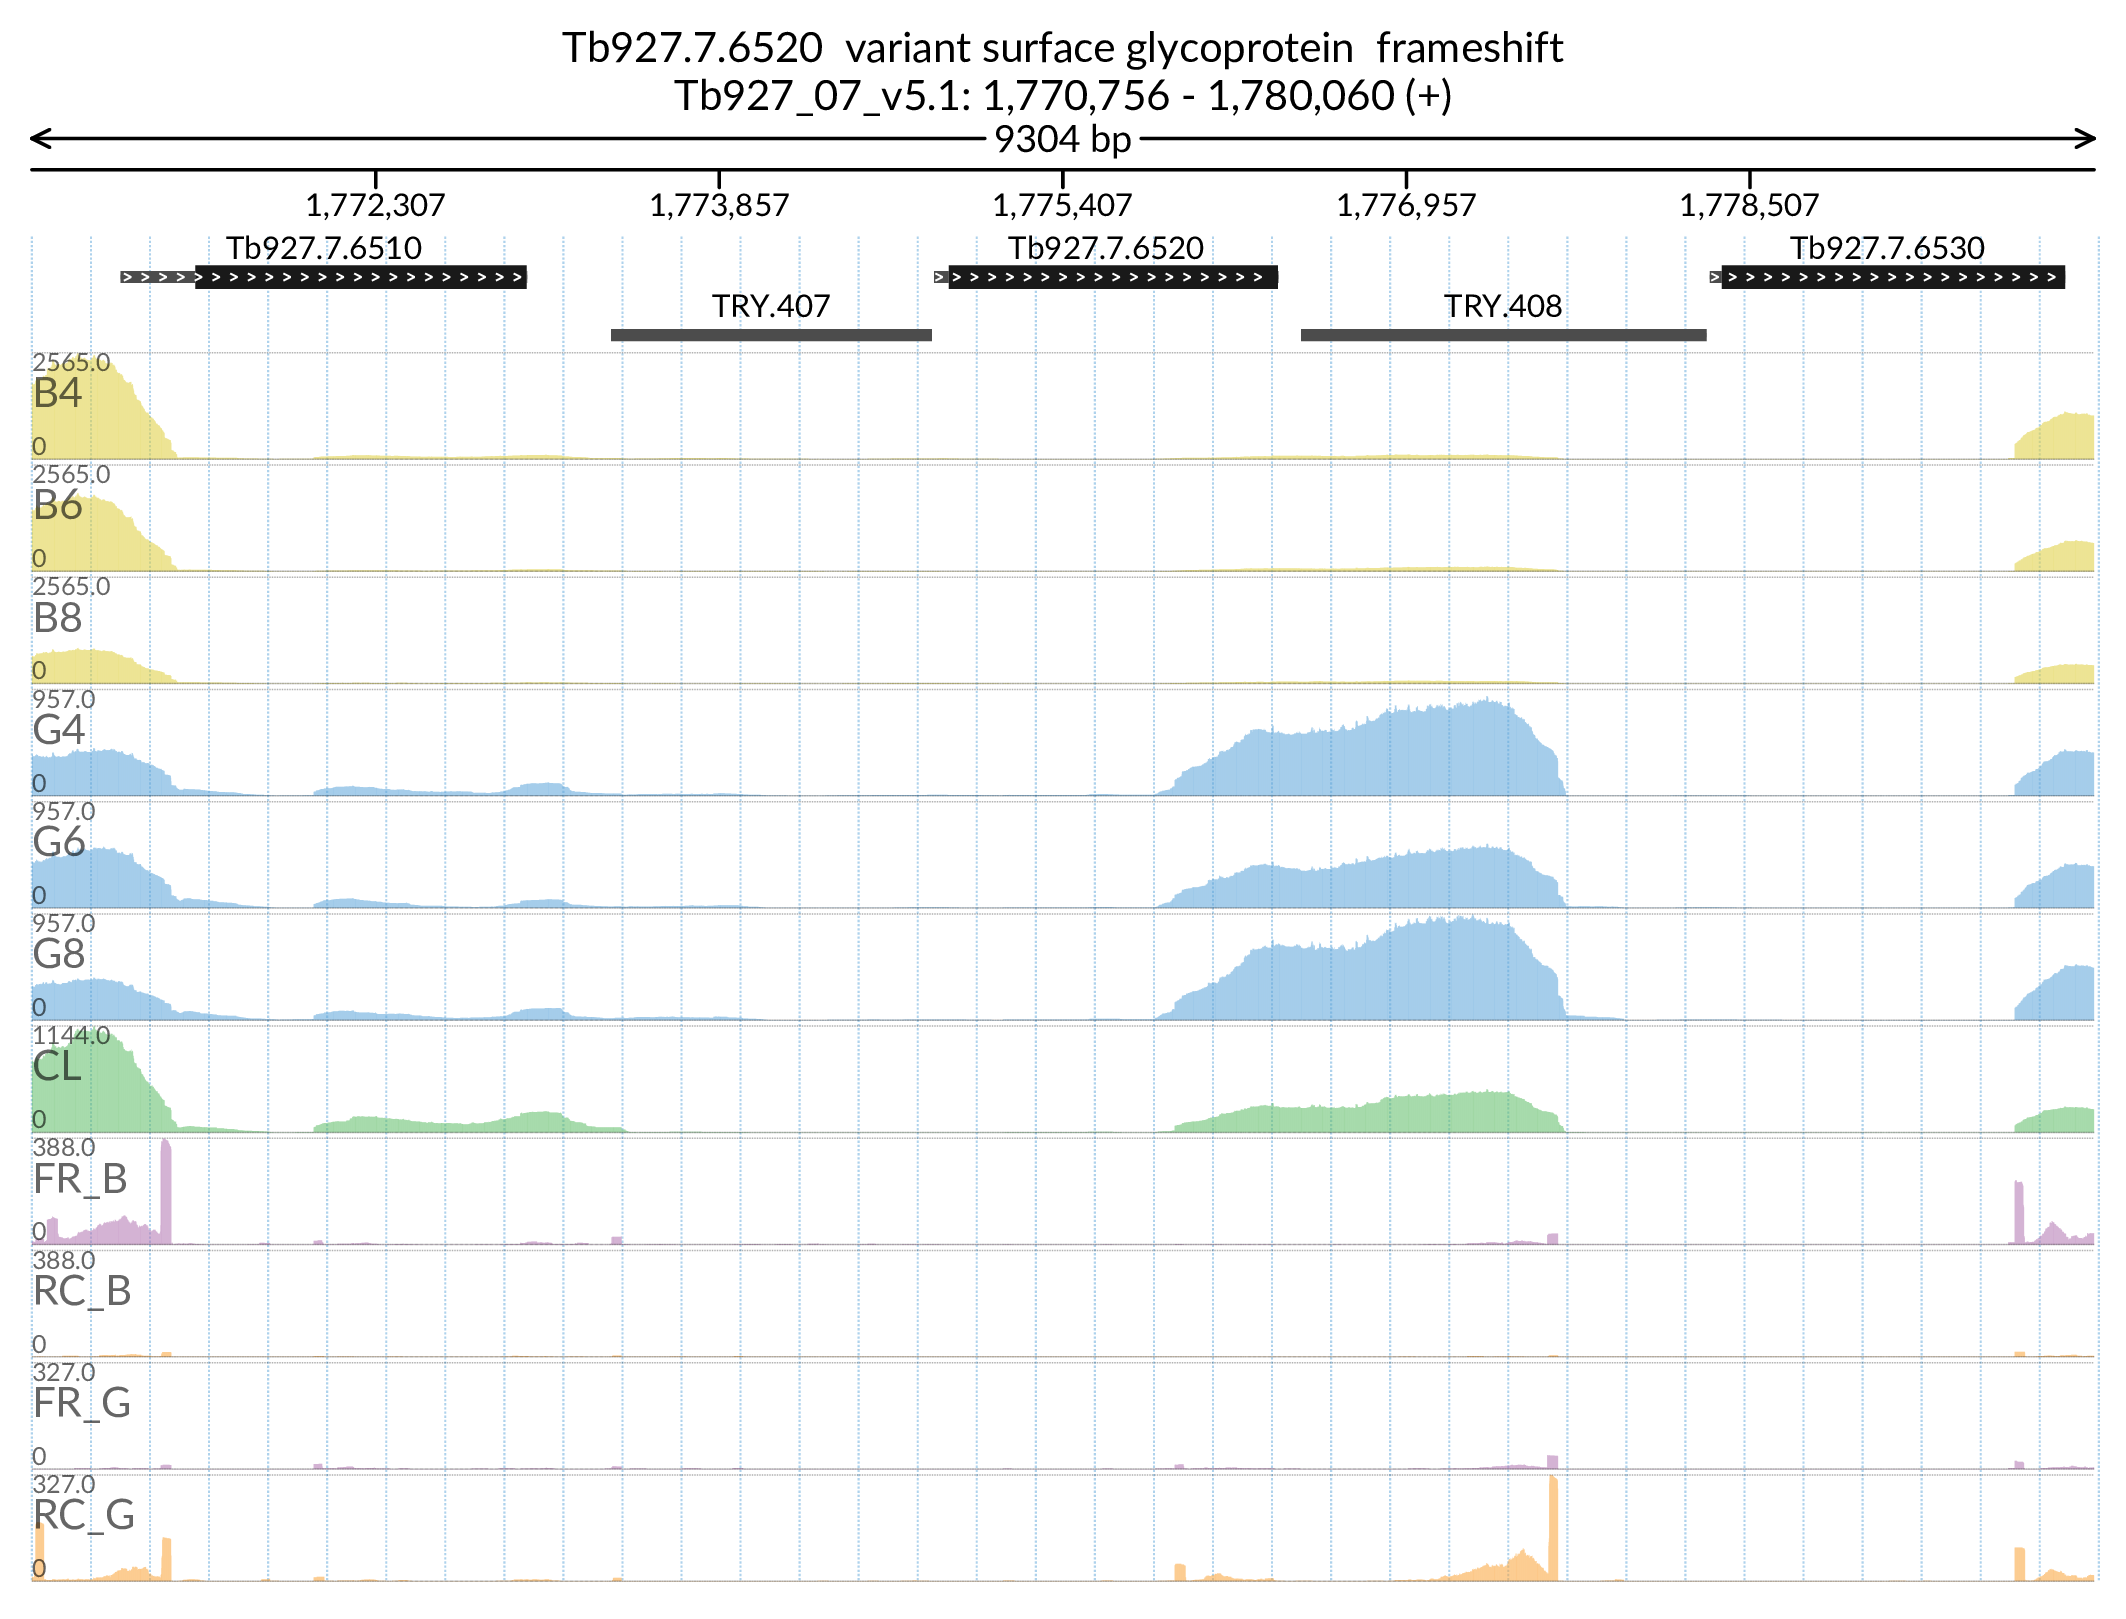 Tb927.7.6520 variant surface glycoprotein frameshift
Tb927_07_v5.1: 1,770,756 - 1,780,060 (+)
9304 bp
1,772,307 1,773,857 1,775,407 1,776,957 1,778,507
Tb927.7.6510 Tb927.7.6520 Tb927.7.6530
TRY.407 TRY.408
2565.0
B4
0
2565.0
B6
0
2565.0
B8
0
957.0
G4
0
957.0
G6
0
957.0
G8
0
1144.0
CL
0
388.0
FR_B
0
388.0
RC_B
0
327.0
FR_G
0
327.0
RC_G
0